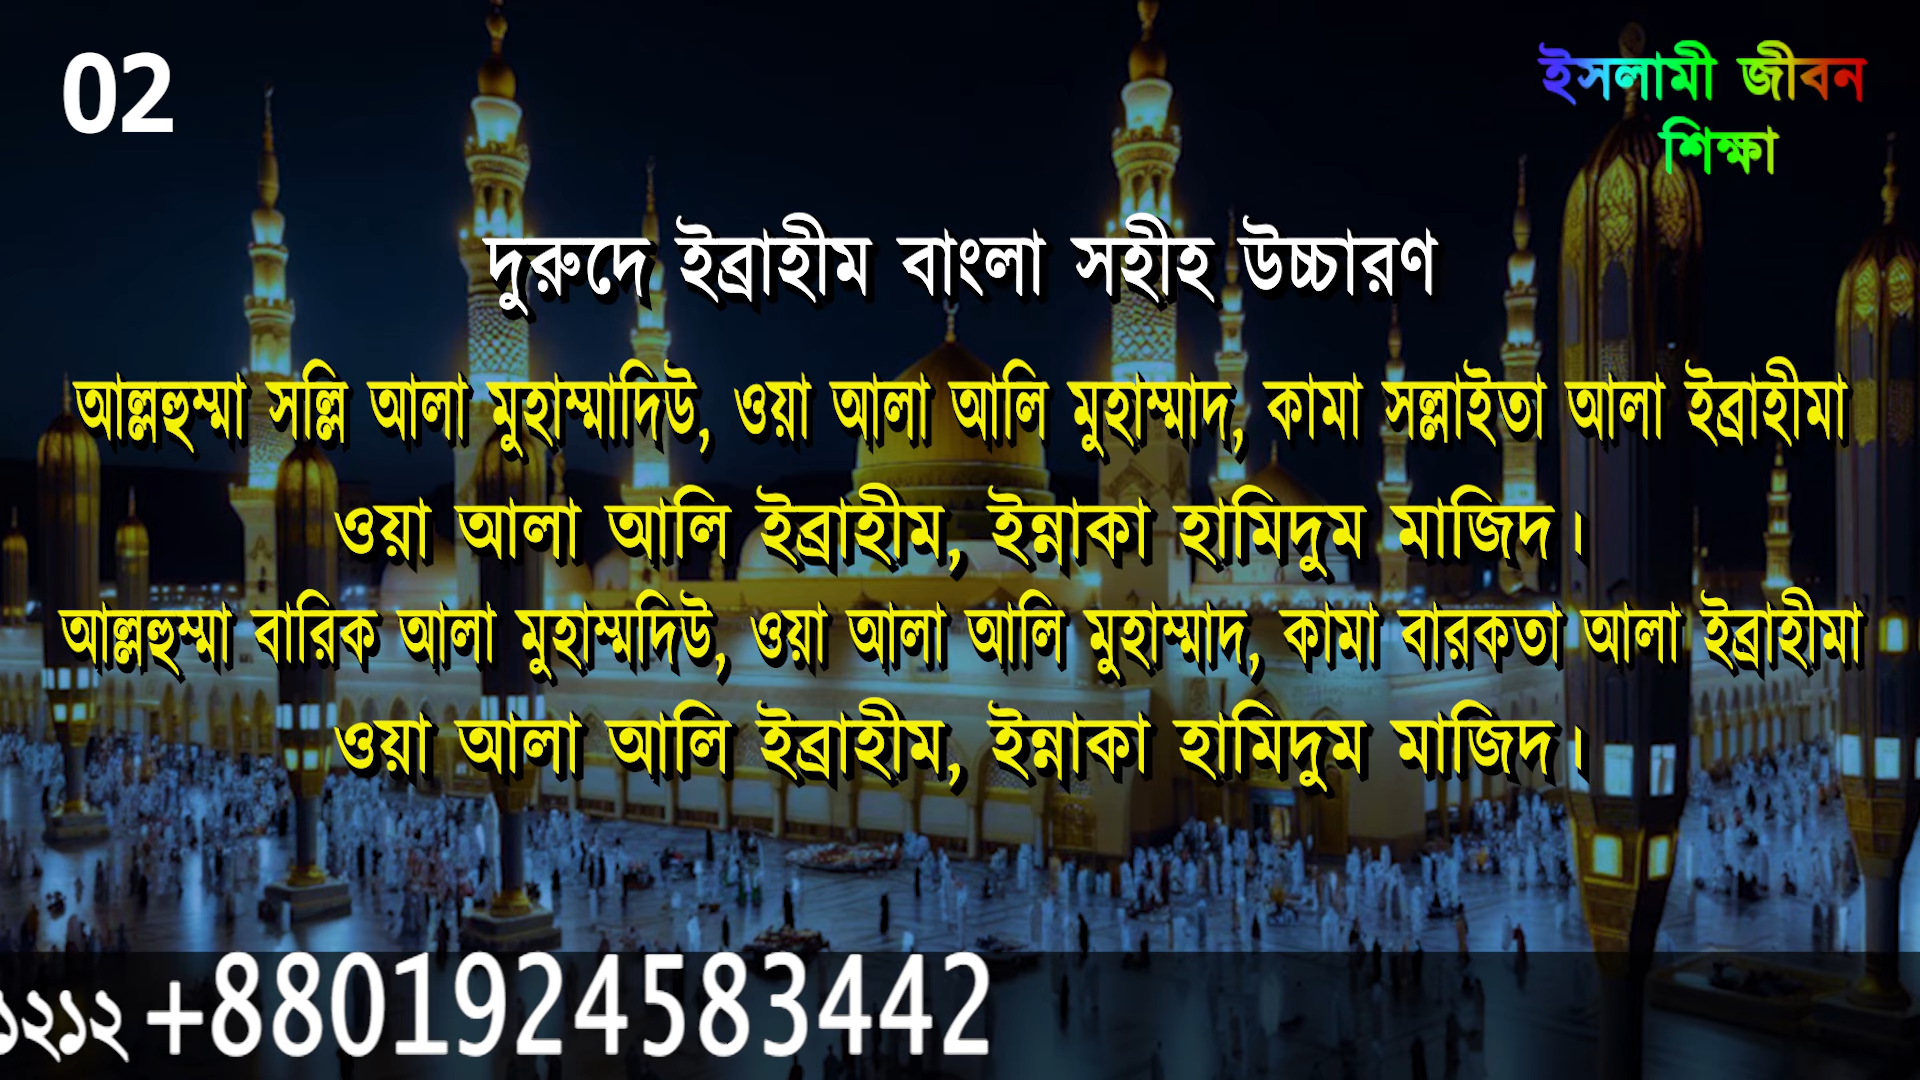 02
ইসলামী জীবন
শিক্ষা
দুরুদে ইব্রাহীম বাংলা সহীহ উচ্চারণ
আল্লহুম্মা সল্লি আলা মুহাম্মাদিউ, ওয়া আলা আলি মুহাম্মাদ, কামা সল্লাইতা আলা ইব্রাহীমা
ওয়া আলা আলি ইব্রাহীম, ইন্নাকা হামিদুম মাজিদ।
আল্লহুম্মা বারিক আলা মুহাম্মদিউ, ওয়া আলা আলি মুহাম্মাদ, কামা বারকতা আলা ইব্রাহীমা
ওয়া আলা আলি ইব্রাহীম, ইন্নাকা হামিদুম মাজিদ।
১২১২ +8801924583442